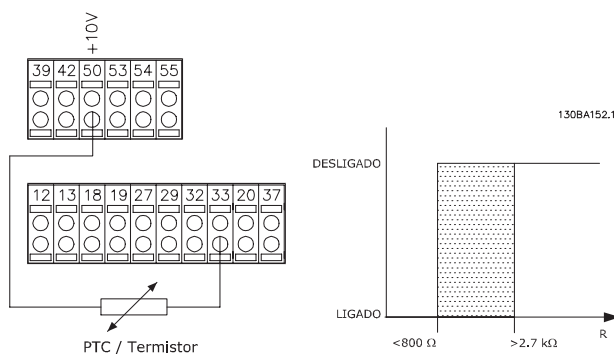 +10V
39 42 50 53 54 55
130BA152.1
DESLIGADO
12 13 18 19 27 29 32 33 20 37
LIGADO
<800 Ω
>2.7 kΩ
R
PTC / Termistor